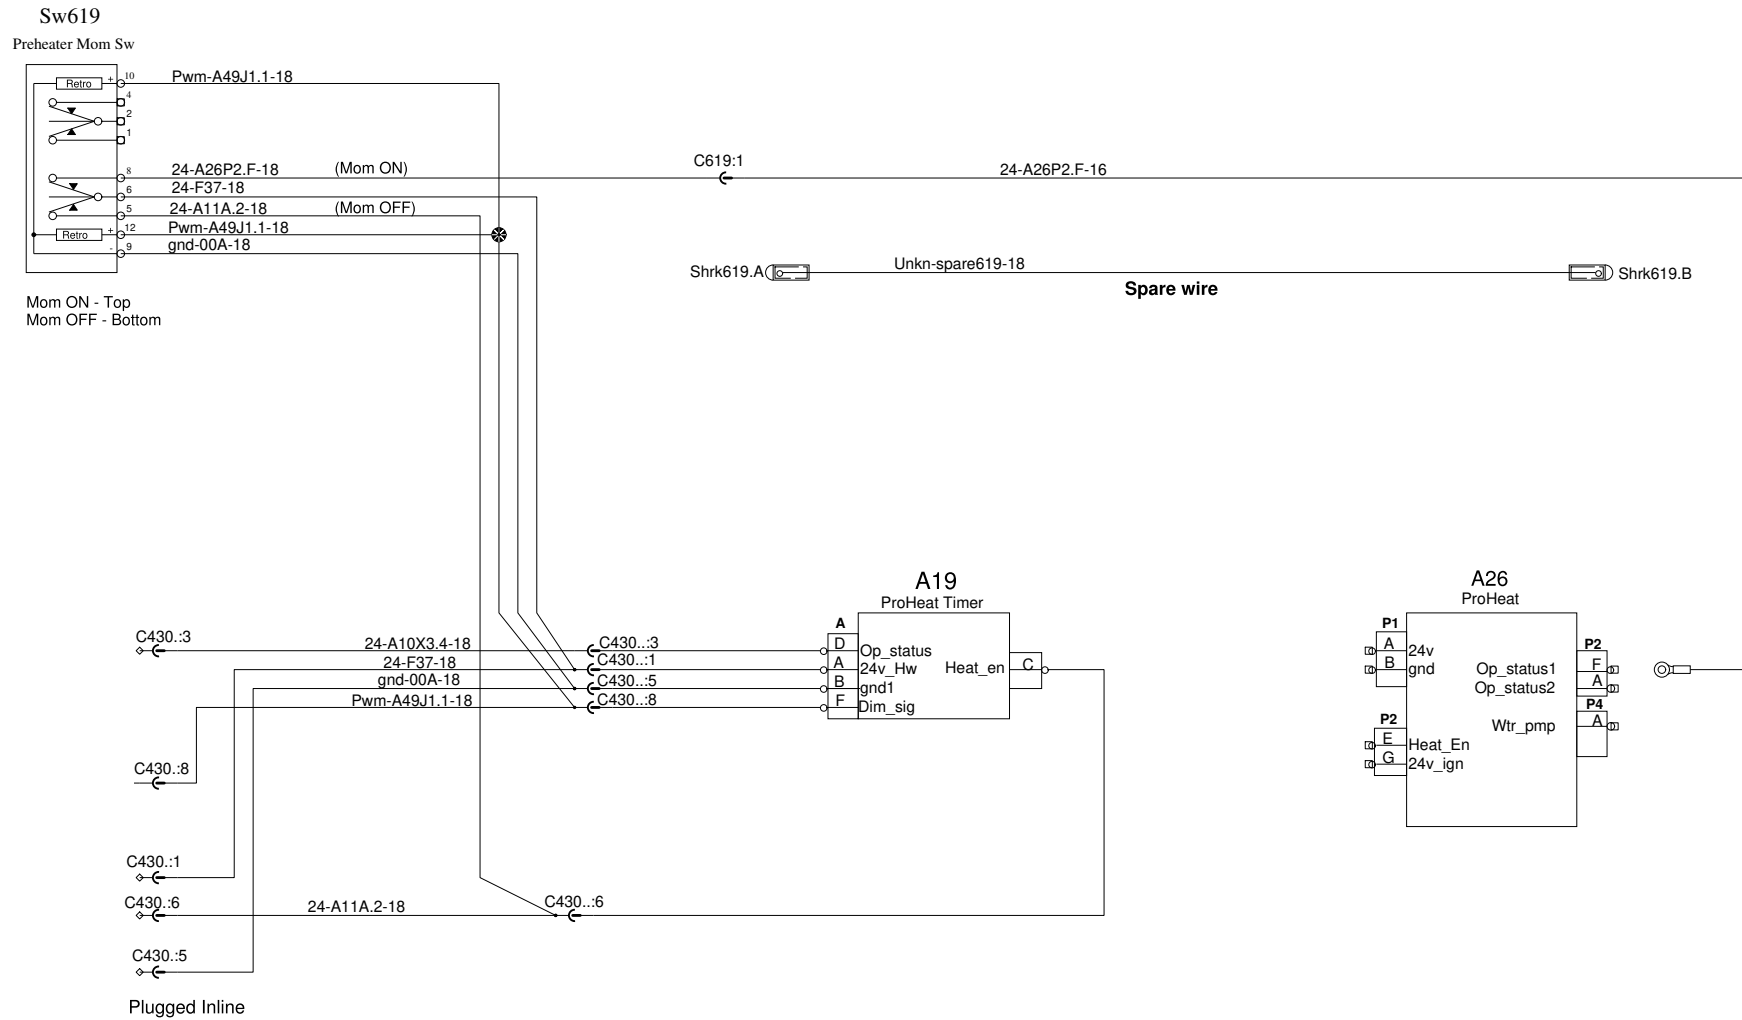 Sw619
Preheater Mom Sw
Retro
+
10
Pwm-A49J1.1-18
4
2
1
C619:1
8
24-A26P2.F-18
(Mom ON)
24-A26P2.F-16
6
24-F37-18
5
24-A11A.2-18
(Mom OFF)
Retro
+
12
Pwm-A49J1.1-18
-
9
gnd-00A-18
Shrk619.A
Unkn-spare619-18
Shrk619.B
Spare wire
Mom ON - Top
Mom OFF - Bottom
A19
ProHeat Timer
A26
ProHeat
A
P1
C430.:3
24-A10X3.4-18
C430..:3
D
Op_status
A
24v
P2
24-F37-18
C430..:1
A
24v_Hw
Heat_en
C
B
gnd
Op_status1
F
gnd-00A-18
C430..:5
B
gnd1
Op_status2
A
Pwm-A49J1.1-18
C430..:8
F
Dim_sig
P4
P2
Wtr_pmp
A
E
Heat_En
C430.:8
G
24v_ign
C430.:1
C430.:6
24-A11A.2-18
C430..:6
C430.:5
Plugged Inline